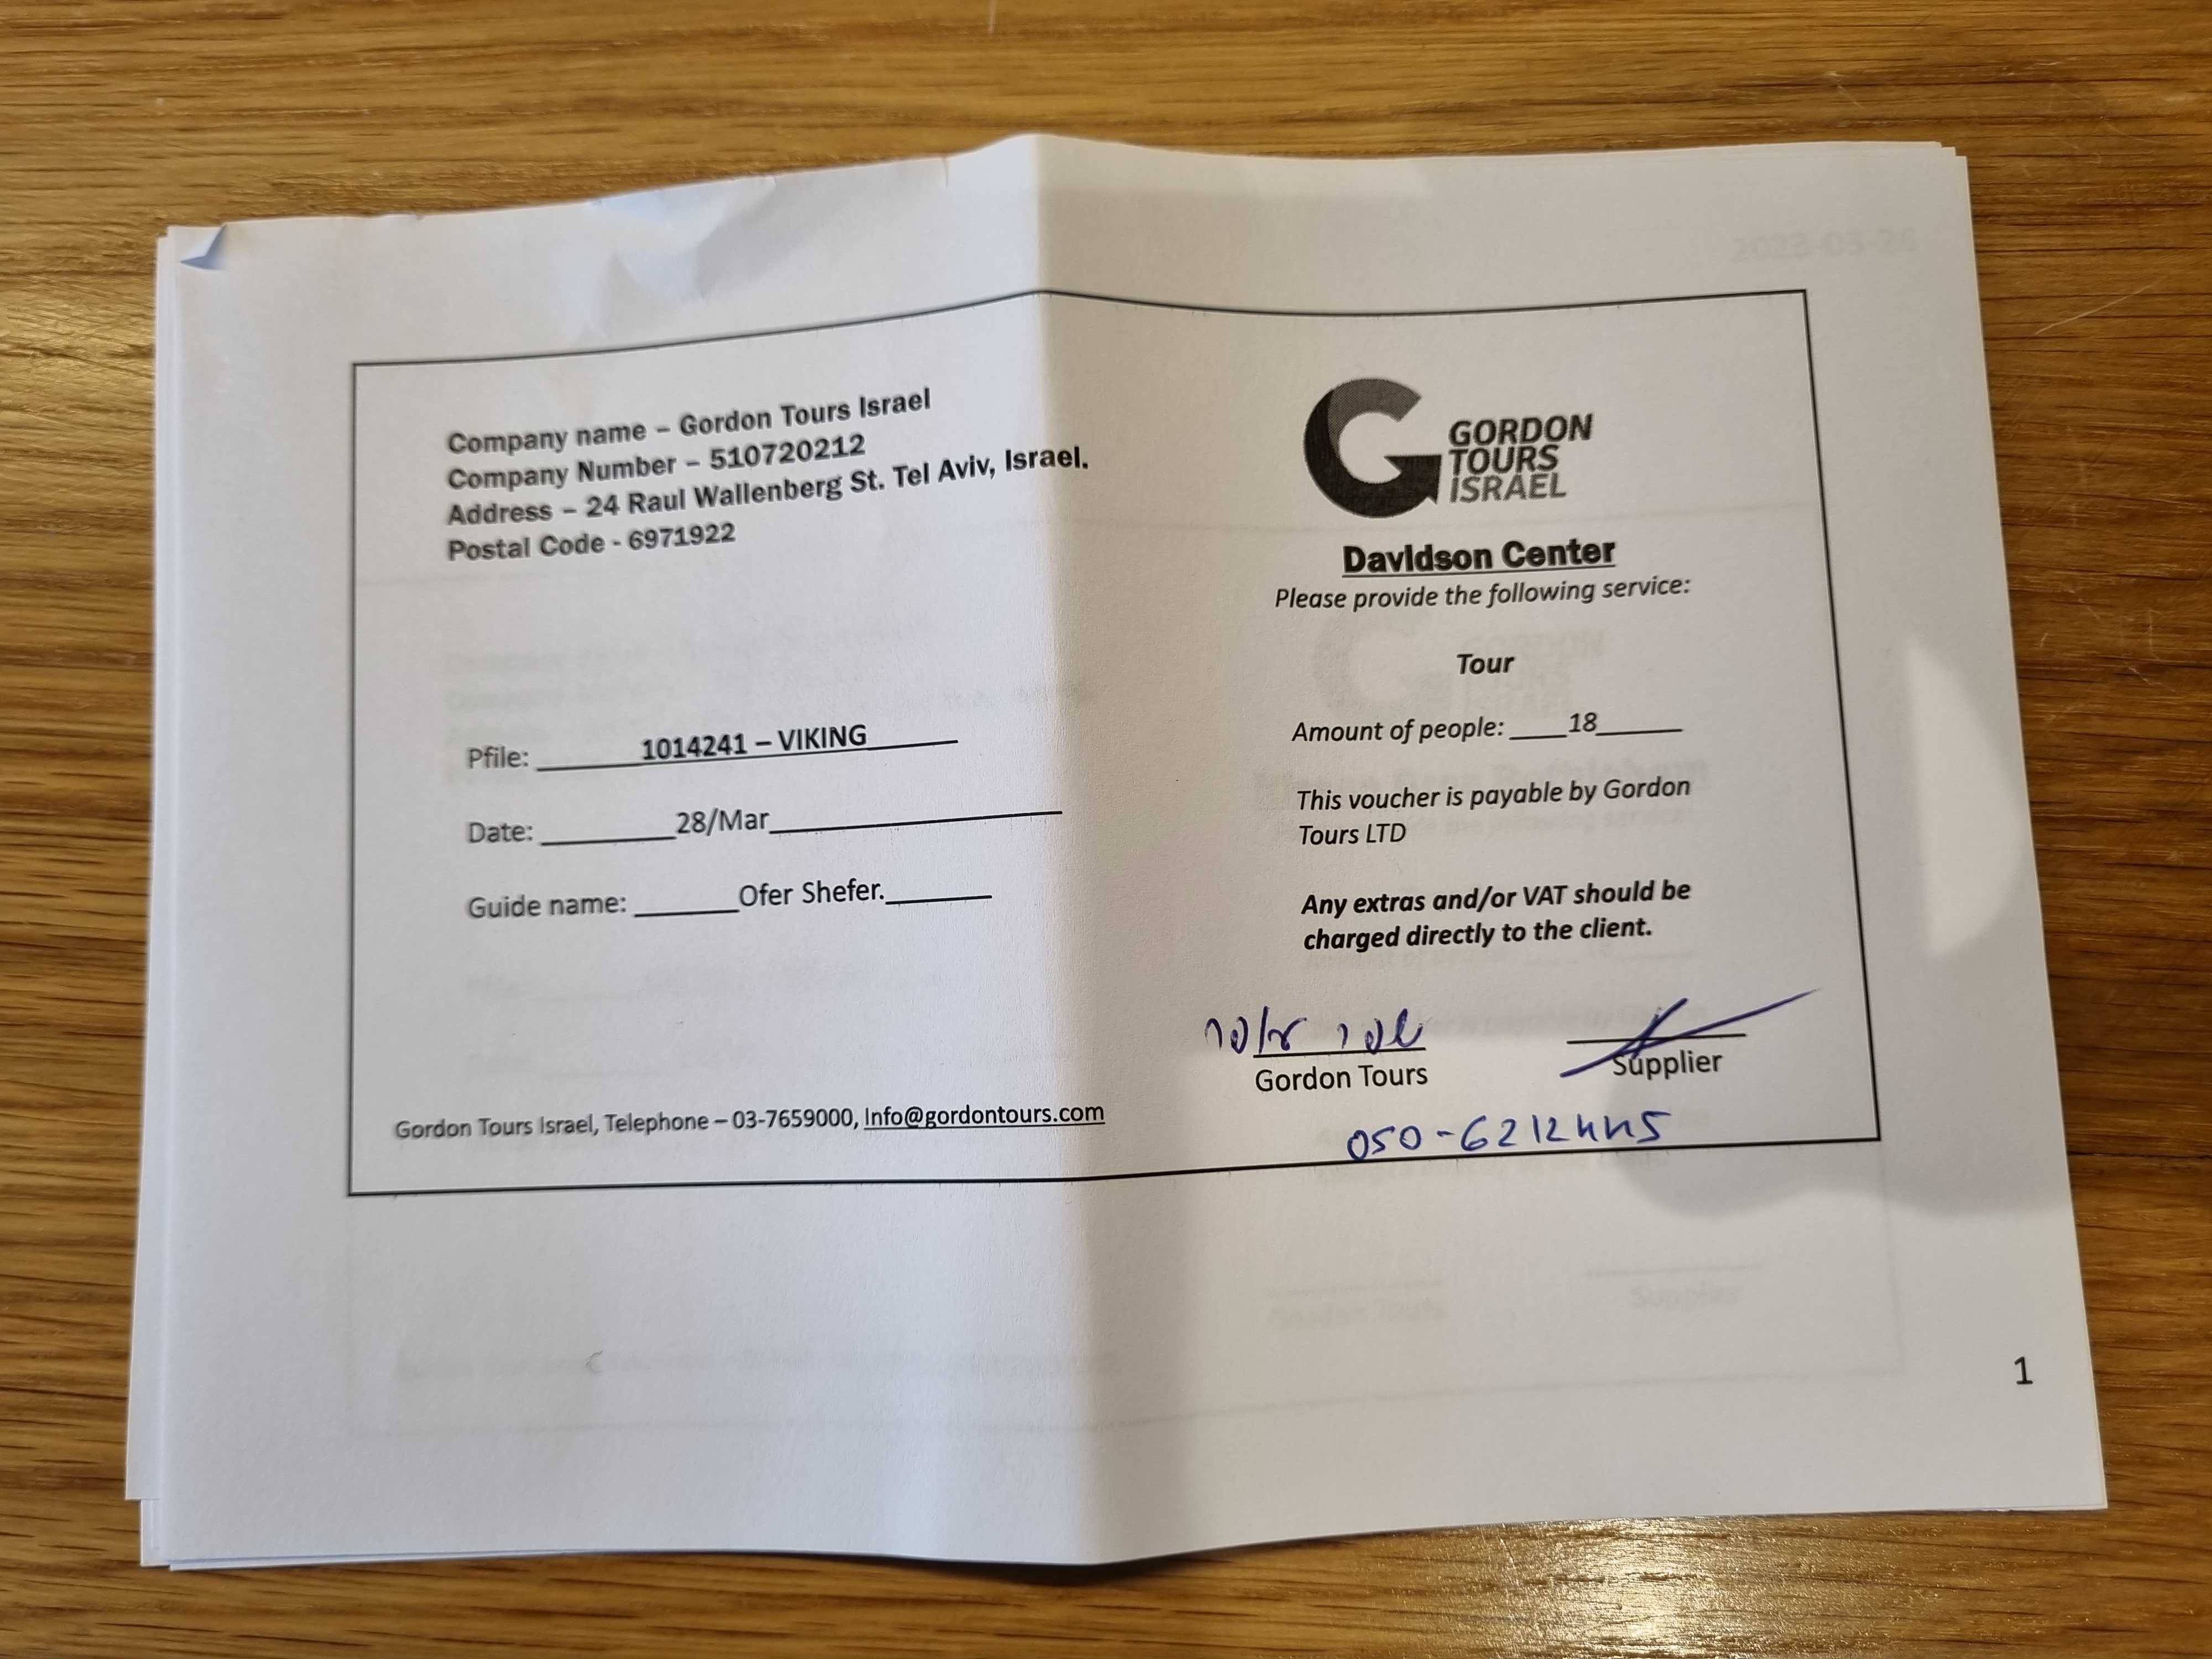 Company name – Gordon Tours Israel
Company Number – 510720212
Address – 24 Raul Wallenberg St. Tel Aviv, Israel.
Postal Code - 6971922
Pfile: 1014241 – VIKING
Date: 28/Mar
Guide name: Ofer Shefer.
Gordon Tours Israel, Telephone – 03-7659000, Info@gordontours.com
GORDON
TOURS
ISRAEL
Davidson Center
Please provide the following service:
Tour
Amount of people: 18
This voucher is payable by Gordon
Tours LTD
Any extras and/or VAT should be
charged directly to the client.
Gordon Tours
Supplier
050-6212445
1